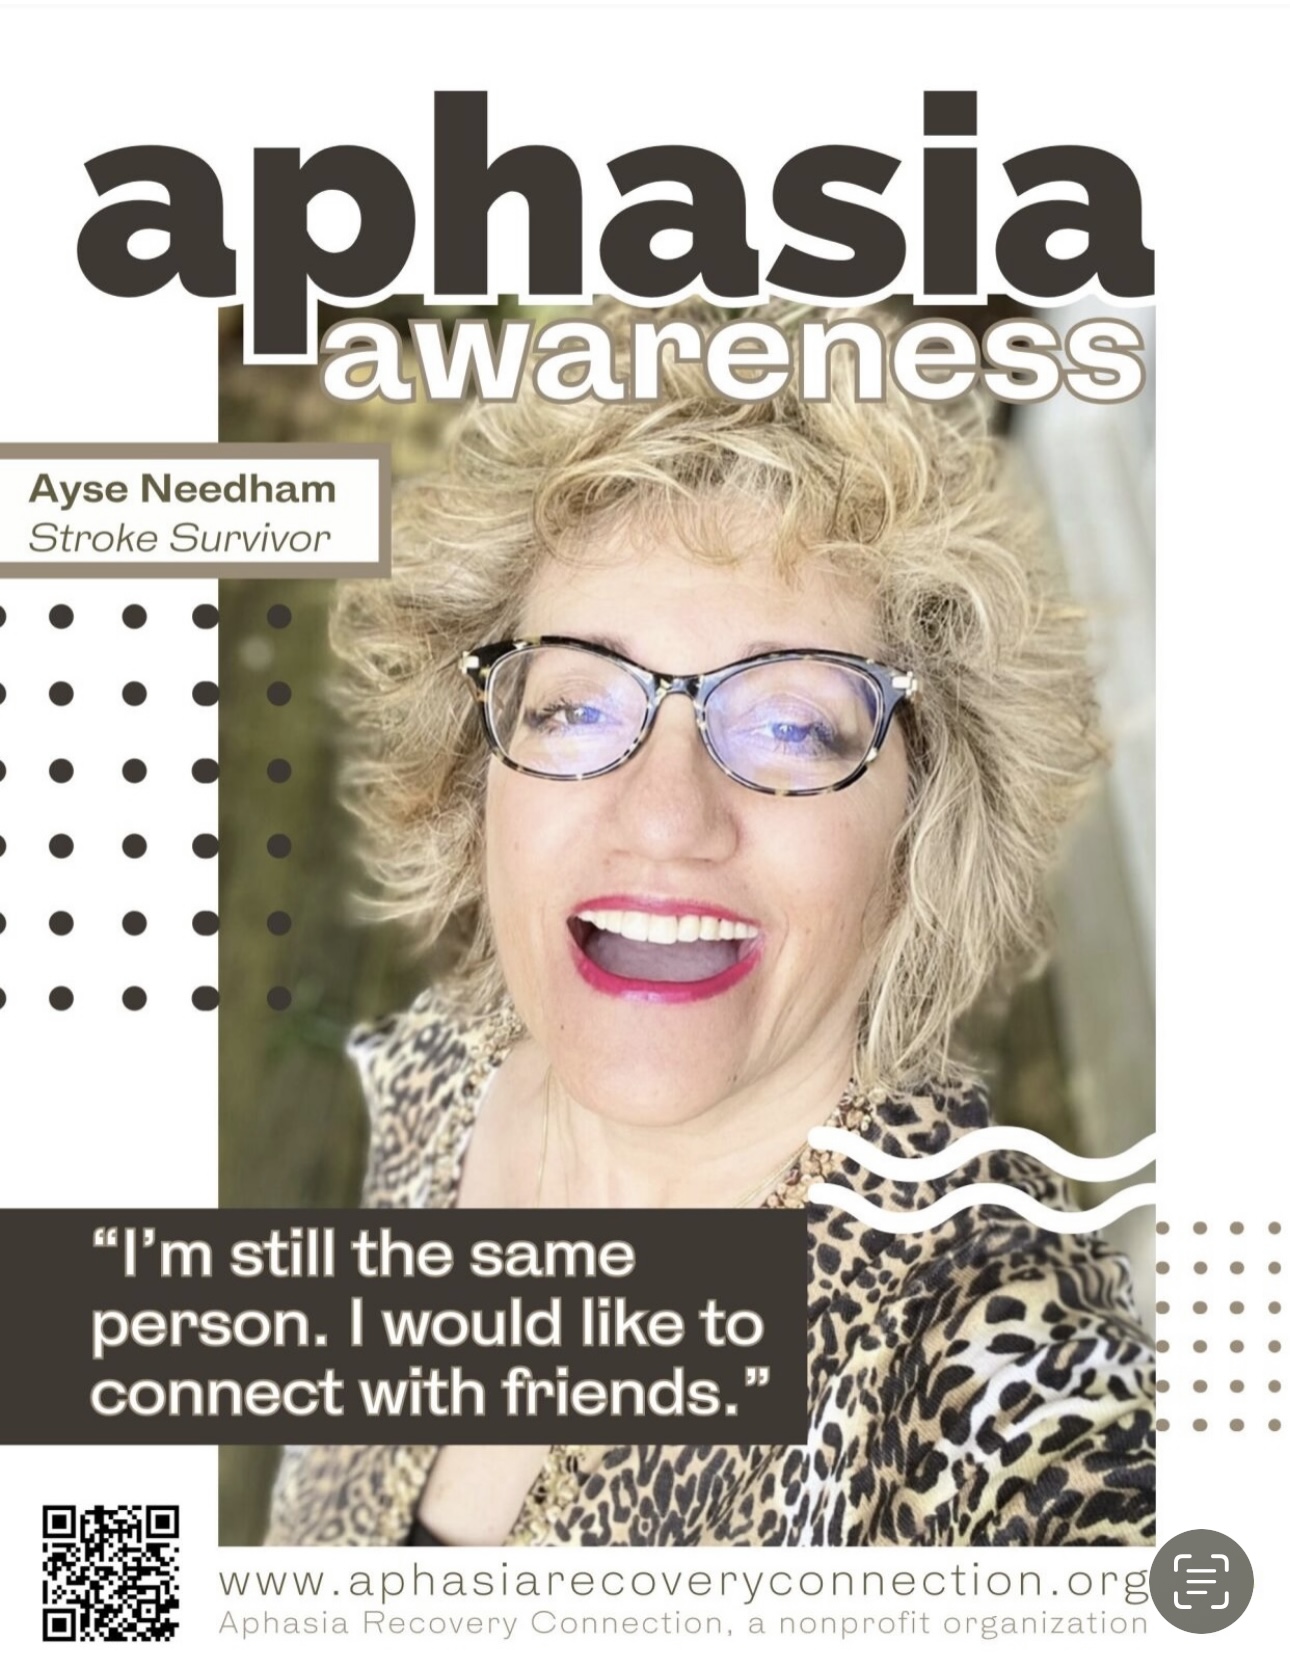 aphasia
awareness
Ayse Needham
Stroke Survivor
“I’m still the same
person. I would like to
connect with friends.”
www.aphasiarecoveryconnection.org
Aphasia Recovery Connection, a nonprofit organization